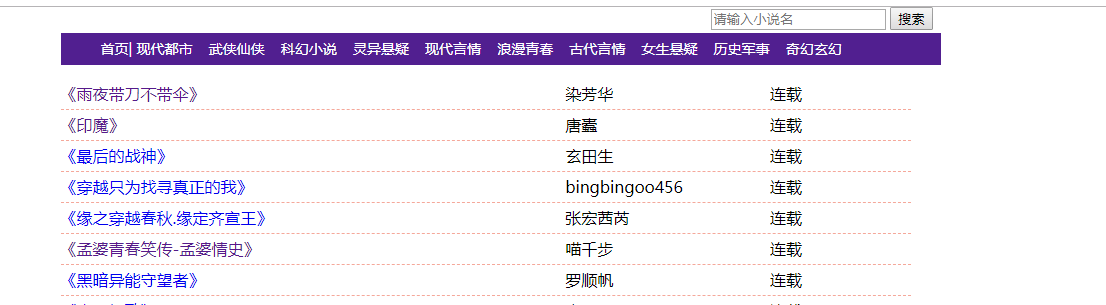 请输入小说名 搜索
首页| 现代都市 武侠仙侠 科幻小说 灵异悬疑 现代言情 浪漫青春 古代言情 女生悬疑 历史军事 奇幻玄幻
《雨夜带刀不带伞》 染芳华 连载
《印魔》 唐蠹 连载
《最后的战神》 玄田生 连载
《穿越只为找寻真正的我》 bingbingoo456 连载
《缘之穿越春秋.缘定齐宣王》 张宏茜芮 连载
《孟婆青春笑传-孟婆情史》 喵千步 连载
《黑暗异能守望者》 罗顺帆 连载